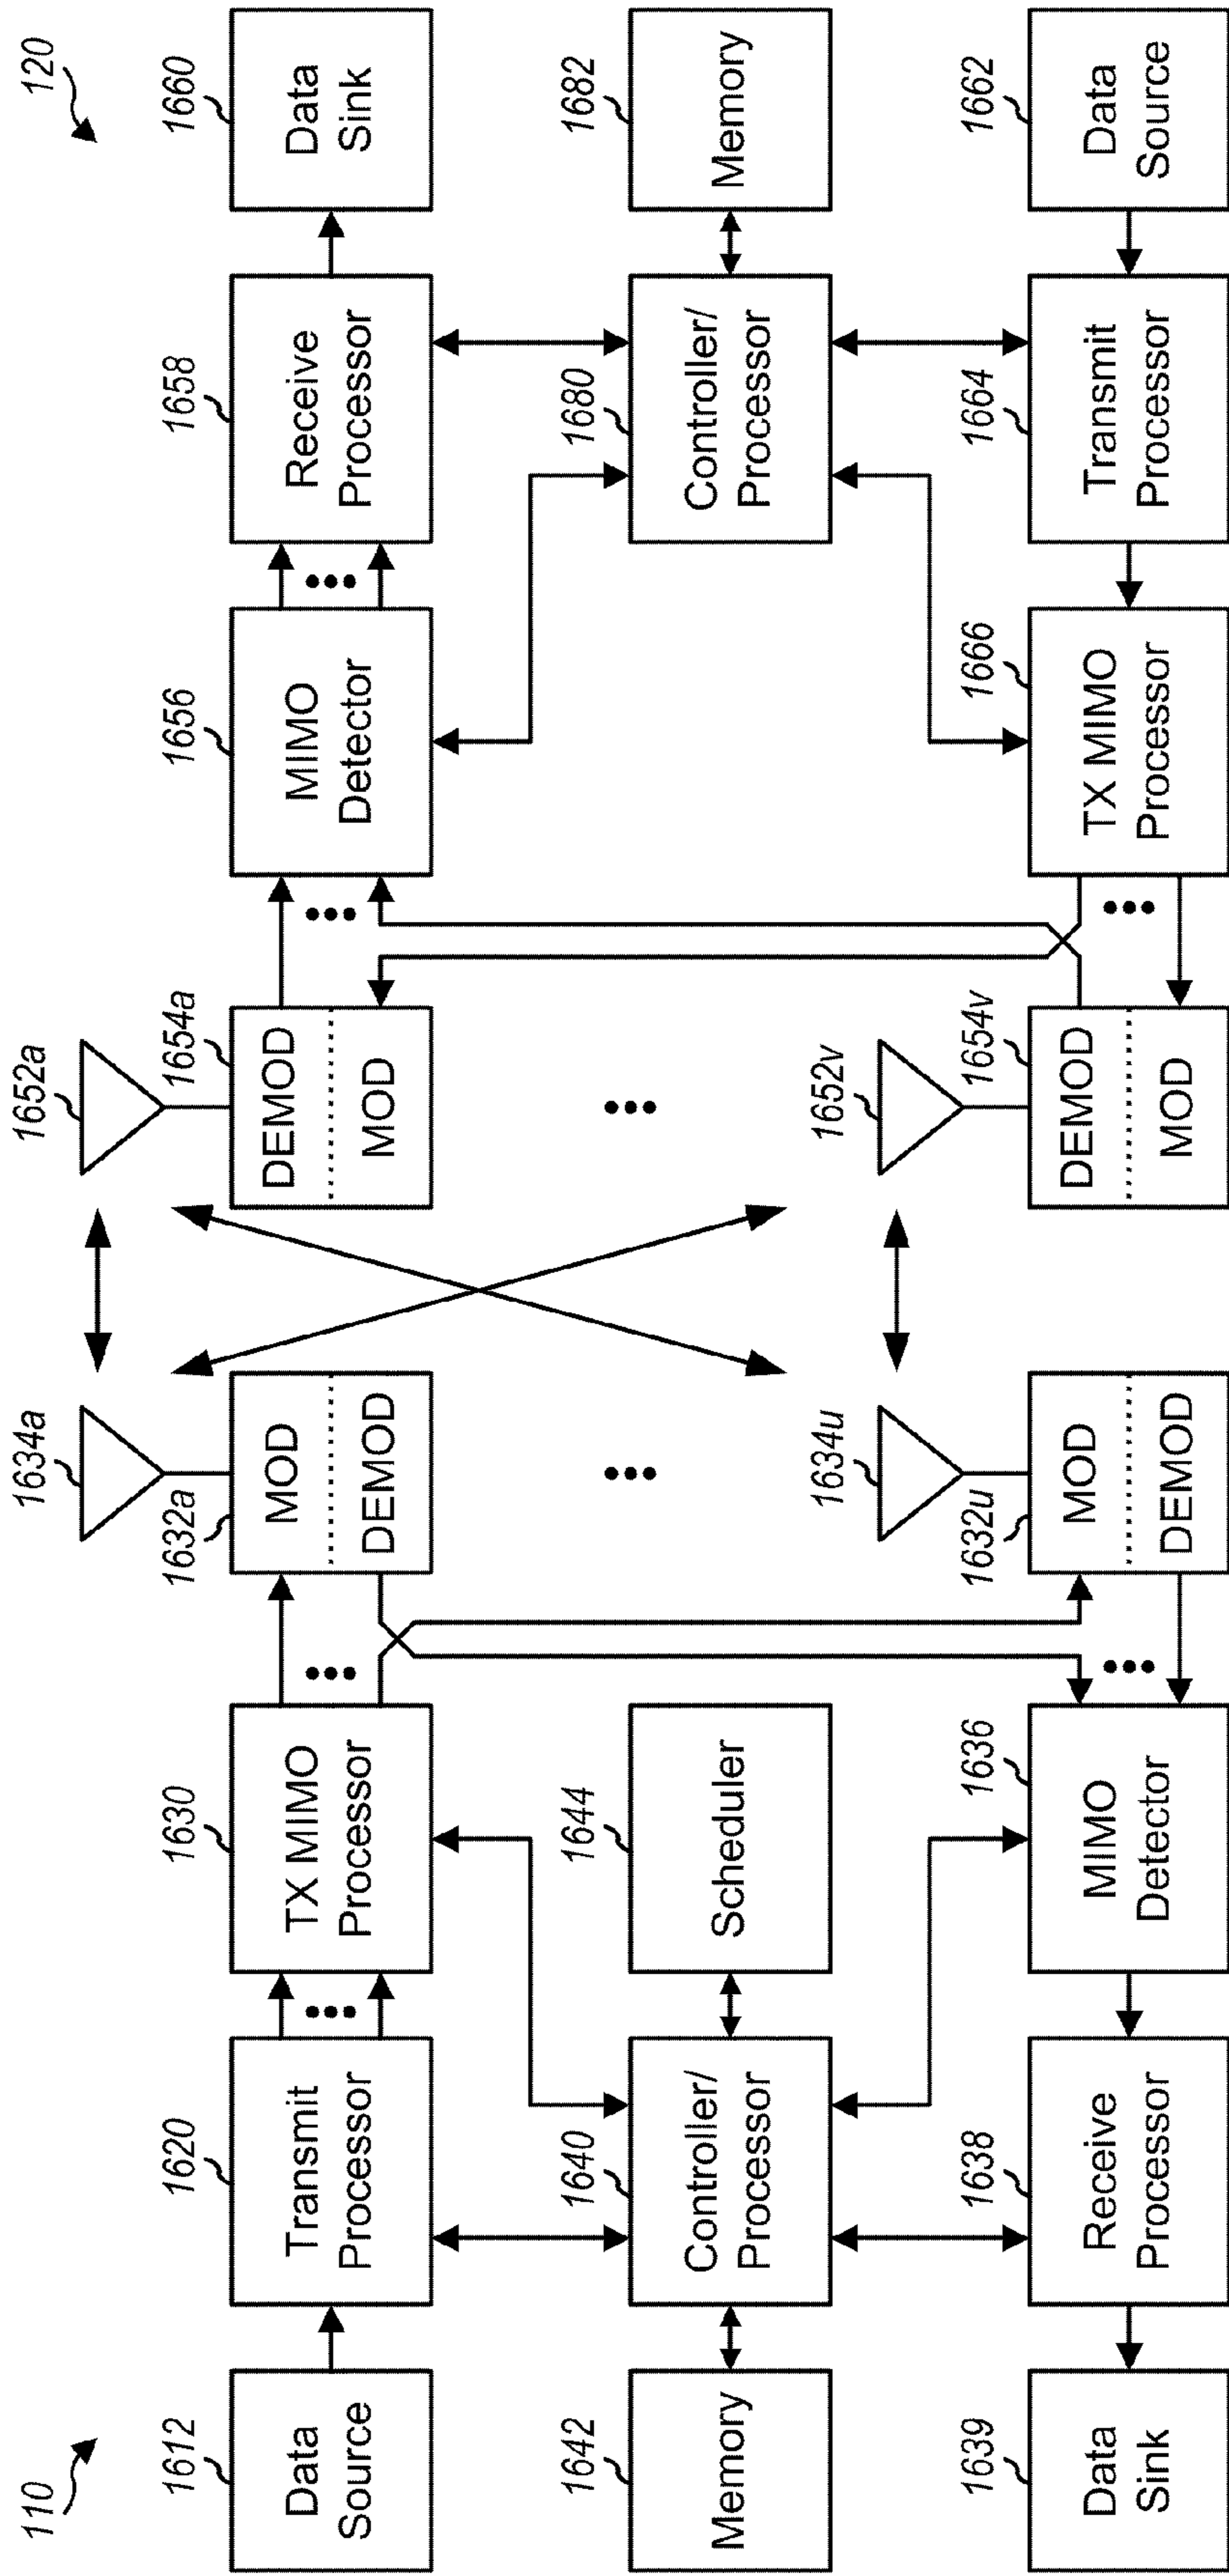 110
120
1634a
1652a
1612
Data
Source
1620
Transmit
Processor
1630
TX MIMO
Processor
1632a
MOD
DEMOD
1654a
DEMOD
MOD
1656
MIMO
Detector
1658
Receive
Processor
1660
Data
Sink
1642
Memory
1640
Controller/
Processor
1644
Scheduler
1680
Controller/
Processor
1682
Memory
1634u
1652v
1639
Data
Sink
1638
Receive
Processor
1636
MIMO
Detector
1632u
MOD
DEMOD
1654v
DEMOD
MOD
1666
TX MIMO
Processor
1664
Transmit
Processor
1662
Data
Source